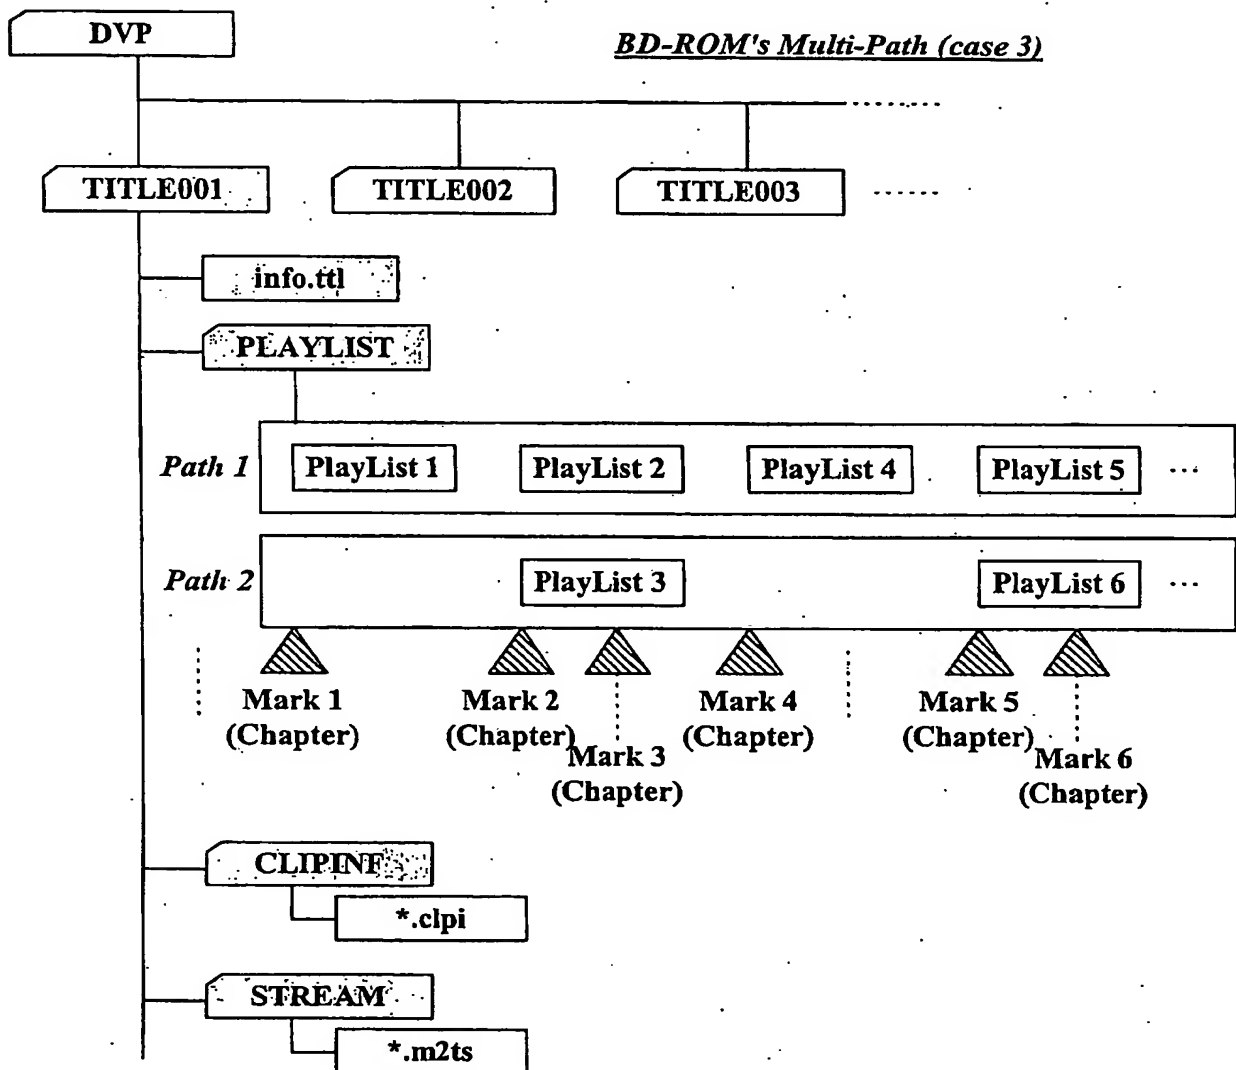 DVP
BD-ROM's Multi-Path (case 3)
TITLE001
TITLE002
TITLE003
info.ttl
PLAYLIST
Path 1
PlayList 1
PlayList 2
PlayList 4
PlayList 5
...
Path 2
PlayList 3
PlayList 6
...
Mark 1
(Chapter)
Mark 2
(Chapter)
Mark 3
(Chapter)
Mark 4
(Chapter)
Mark 5
(Chapter)
Mark 6
(Chapter)
CLIPINF
*.clpi
STREAM
*.m2ts